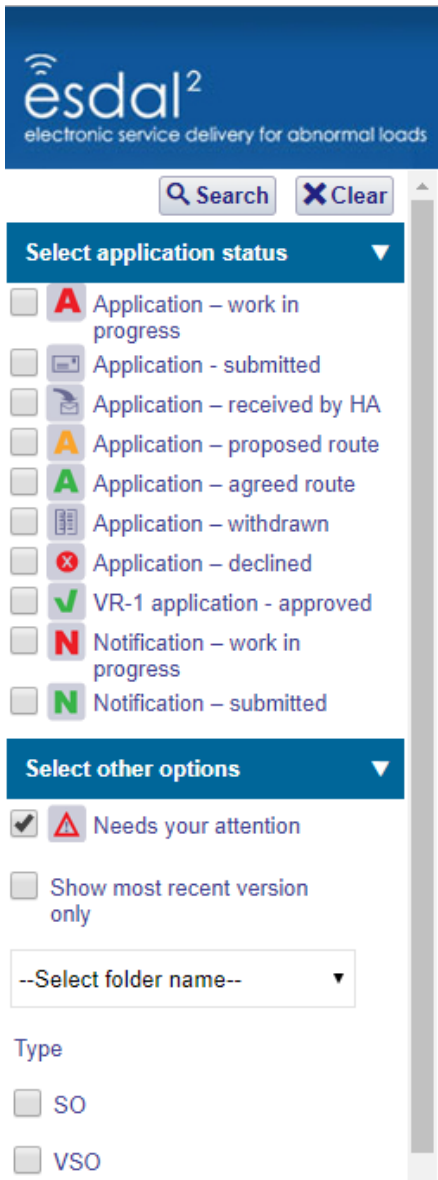 esdal2
electronic service delivery for abnormal loads
Search Clear
Select application status
A Application – work in
progress
Application - submitted
Application – received by HA
A Application – proposed route
A Application – agreed route
Application – withdrawn
Application – declined
VR-1 application - approved
N Notification – work in
progress
N Notification – submitted
Select other options
Needs your attention
Show most recent version
only
--Select folder name--
Type
SO
VSO